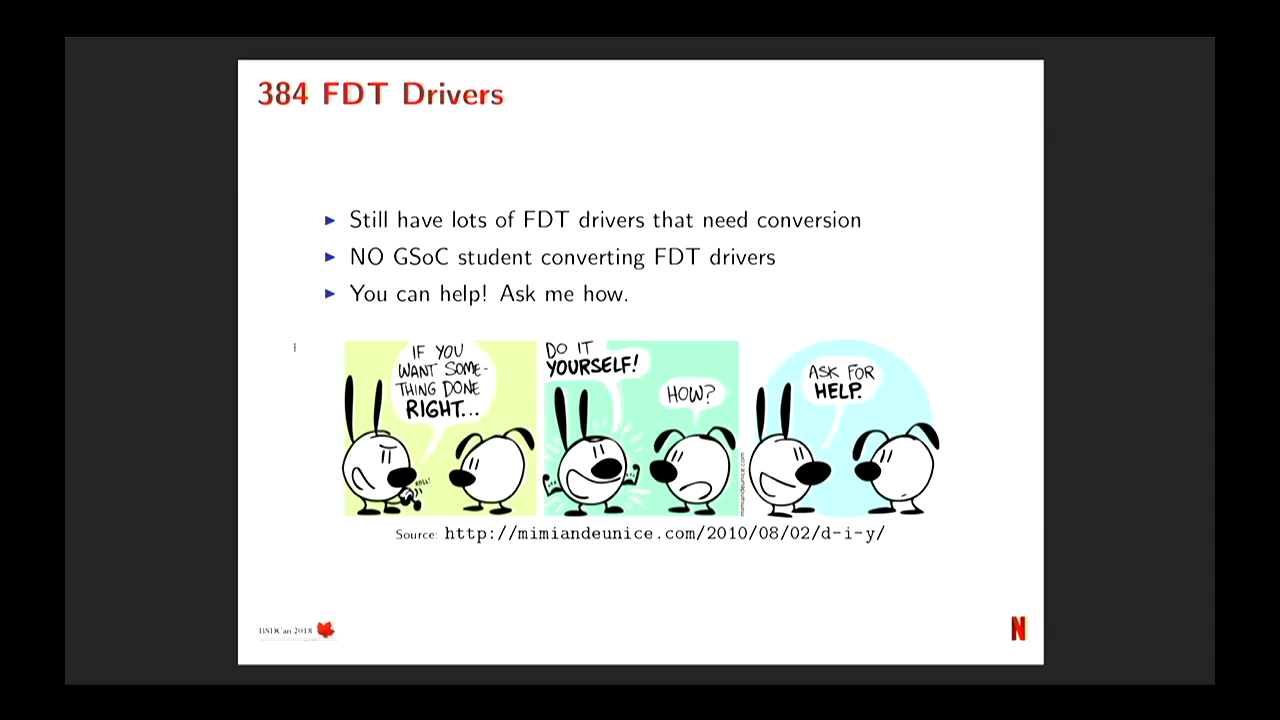 384 FDT Drivers
Still have lots of FDT drivers that need conversion
NO GSoC student converting FDT drivers
You can help! Ask me how.
IF YOU
WANT SOME-
THING DONE
RIGHT...
DO IT
YOURSELF!
HOW?
ASK FOR
HELP.
mimiandeunice.com
Source: http://mimiandeunice.com/2010/08/02/d-i-y/
BSDCan 2018
N